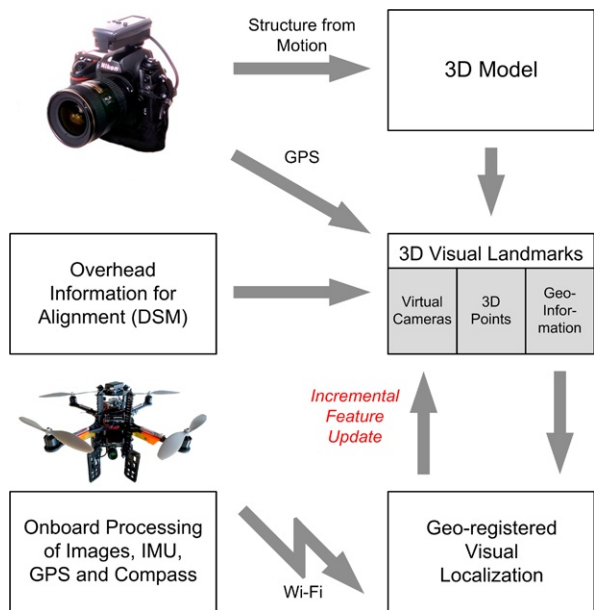 Structure from
Motion
3D Model
Nikon
GPS
Overhead
Information for
Alignment (DSM)
3D Visual Landmarks
Virtual
Cameras
3D
Points
Geo-
Infor-
mation
Incremental
Feature
Update
Onboard Processing
of Images, IMU,
GPS and Compass
Wi-Fi
Geo-registered
Visual
Localization